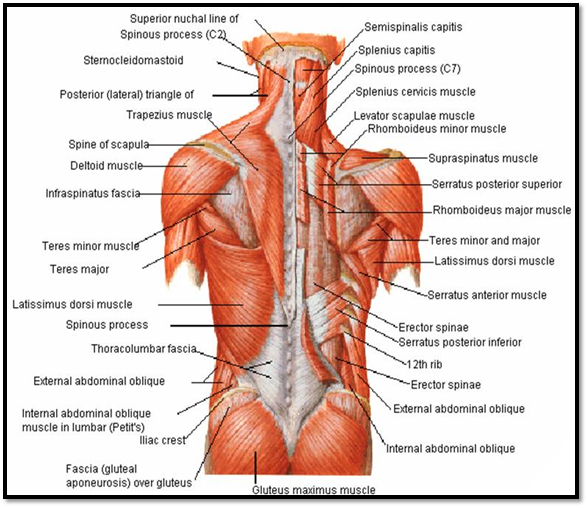 Superior nuchal line of
Spinous process (C2)
Sternocleidomastoid
Posterior (lateral) triangle of
Trapezius muscle
Spine of scapula
Deltoid muscle
Infraspinatus fascia
Teres minor muscle
Teres major
Latissimus dorsi muscle
Spinous process
Thoracolumbar fascia
External abdominal oblique
Internal abdominal oblique
muscle in lumbar (Petit's)
Iliac crest
Fascia (gluteal
aponeurosis) over gluteus
Gluteus maximus muscle
Semispinalis capitis
Splenius capitis
Spinous process (C7)
Splenius cervicis muscle
Levator scapulae muscle
Rhomboideus minor muscle
Supraspinatus muscle
Serratus posterior superior
Rhomboideus major muscle
Teres minor and major
Latissimus dorsi muscle
Serratus anterior muscle
Erector spinae
Serratus posterior inferior
12th rib
Erector spinae
External abdominal oblique
Internal abdominal oblique